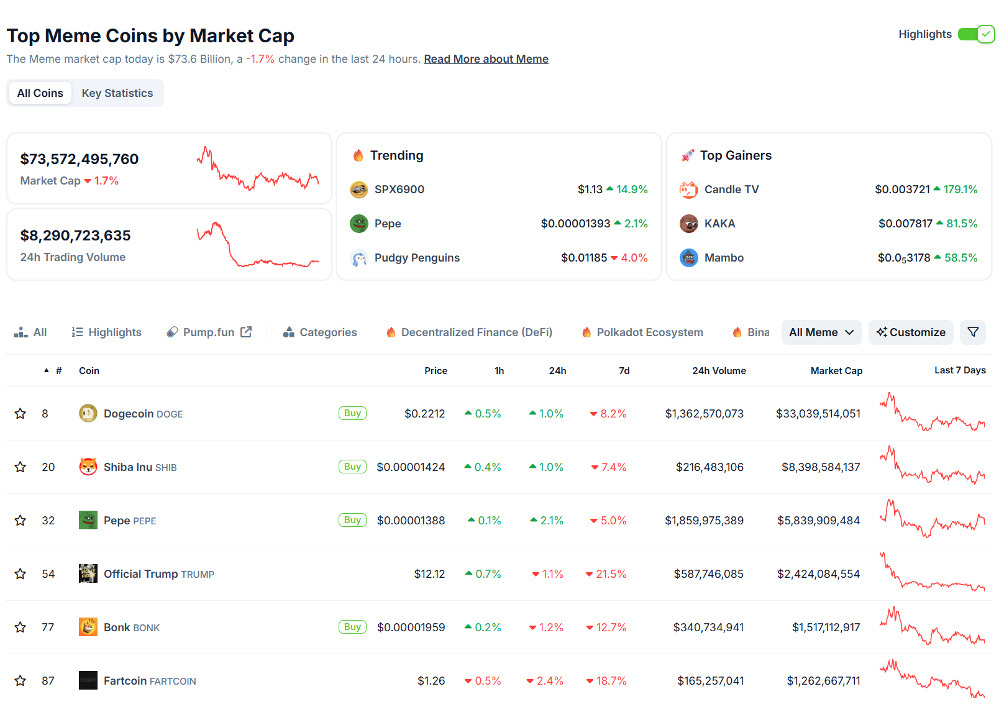 Top Meme Coins by Market Cap
Highlights
The Meme market cap today is $73.6 Billion, a -1.7% change in the last 24 hours. Read More about Meme
All Coins Key Statistics
$73,572,495,760
Market Cap 1.7%
$8,290,723,635
24h Trading Volume
Trending
SPX6900 $1.13 14.9%
Pepe $0.00001393 2.1%
Pudgy Penguins $0.01185 4.0%
Top Gainers
Candle TV $0.003721 179.1%
KAKA $0.007817 81.5%
Mambo $0.0₅3178 58.5%
All Highlights Pump.fun Categories Decentralized Finance (DeFi) Polkadot Ecosystem Bina All Meme Customize
# Coin Price 1h 24h 7d 24h Volume Market Cap Last 7 Days
8 Dogecoin DOGE Buy $0.2212 0.5% 1.0% 8.2% $1,362,570,073 $33,039,514,051
20 Shiba Inu SHIB Buy $0.00001424 0.4% 1.0% 7.4% $216,483,106 $8,398,584,137
32 Pepe PEPE Buy $0.00001388 0.1% 2.1% 5.0% $1,859,975,389 $5,839,909,484
54 Official Trump TRUMP $12.12 0.7% 1.1% 21.5% $587,746,085 $2,424,084,554
77 Bonk BONK Buy $0.00001959 0.2% 1.2% 12.7% $340,734,941 $1,517,112,917
87 Fartcoin FARTCOIN $1.26 0.5% 2.4% 18.7% $165,257,041 $1,262,667,711